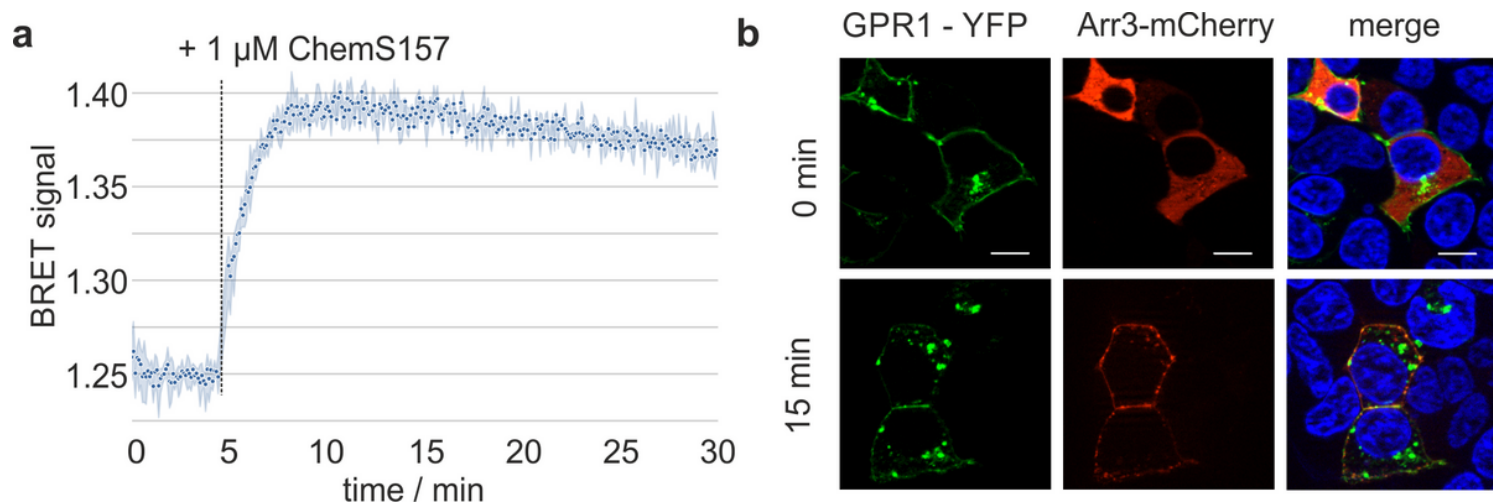 a
+ 1 µM ChemS157
BRET signal
1.40
1.35
1.30
1.25
0 5 10 15 20 25 30
time / min
b
GPR1 - YFP Arr3-mCherry merge
0 min
15 min